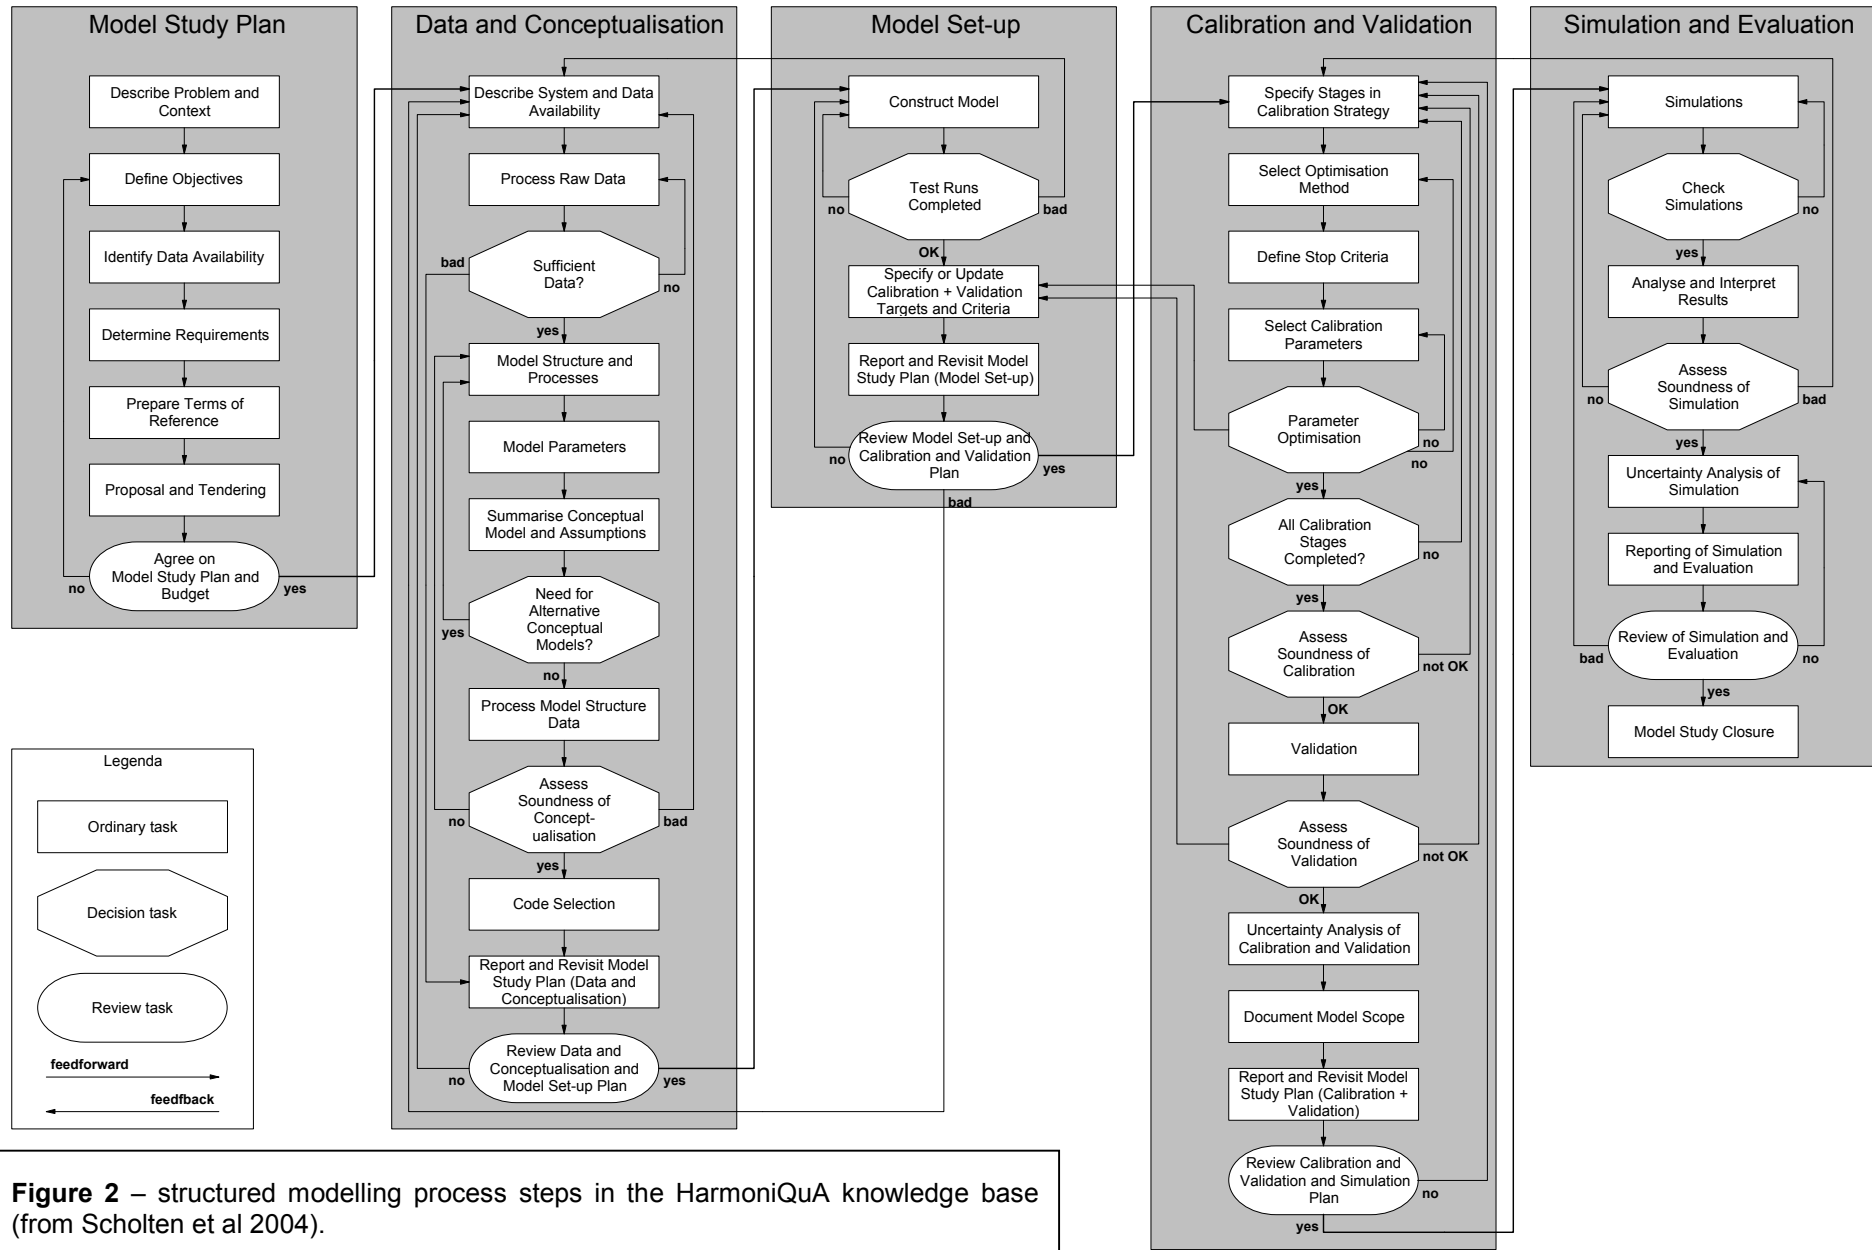 Model Study Plan
Describe Problem and
Context
Define Objectives
Identify Data Availability
Determine Requirements
Prepare Terms of
Reference
Proposal and Tendering
Agree on
Model Study Plan and
Budget
no
yes
Legenda
Ordinary task
Decision task
Review task
feedforward
feedfback
Data and Conceptualisation
Describe System and Data
Availability
Process Raw Data
bad
Sufficient
Data?
no
yes
Model Structure and
Processes
Model Parameters
Summarise Conceptual
Model and Assumptions
Need for
Alternative
Conceptual
Models?
yes
no
Process Model Structure
Data
Assess
Soundness of
Concept-
ualisation
no
bad
yes
Code Selection
Report and Revisit Model
Study Plan (Data and
Conceptualisation)
Review Data and
Conceptualisation and
Model Set-up Plan
no
yes
Model Set-up
Construct Model
Test Runs
Completed
no
bad
OK
Specify or Update
Calibration + Validation
Targets and Criteria
Report and Revisit Model
Study Plan (Model Set-up)
Review Model Set-up and
Calibration and Validation
Plan
no
yes
bad
Calibration and Validation
Specify Stages in
Calibration Strategy
Select Optimisation
Method
Define Stop Criteria
Select Calibration
Parameters
Parameter
Optimisation
no
no
yes
All Calibration
Stages
Completed?
no
yes
Assess
Soundness of
Calibration
not OK
OK
Validation
Assess
Soundness of
Validation
not OK
OK
Uncertainty Analysis of
Calibration and Validation
Document Model Scope
Report and Revisit Model
Study Plan (Calibration +
Validation)
Review Calibration and
Validation and Simulation
Plan
no
yes
Simulation and Evaluation
Simulations
Check
Simulations
no
yes
Analyse and Interpret
Results
Assess
Soundness of
Simulation
no
bad
yes
Uncertainty Analysis of
Simulation
Reporting of Simulation
and Evaluation
Review of Simulation and
Evaluation
bad
no
yes
Model Study Closure
Figure 2 – structured modelling process steps in the HarmoniQuA knowledge base
(from Scholten et al 2004).